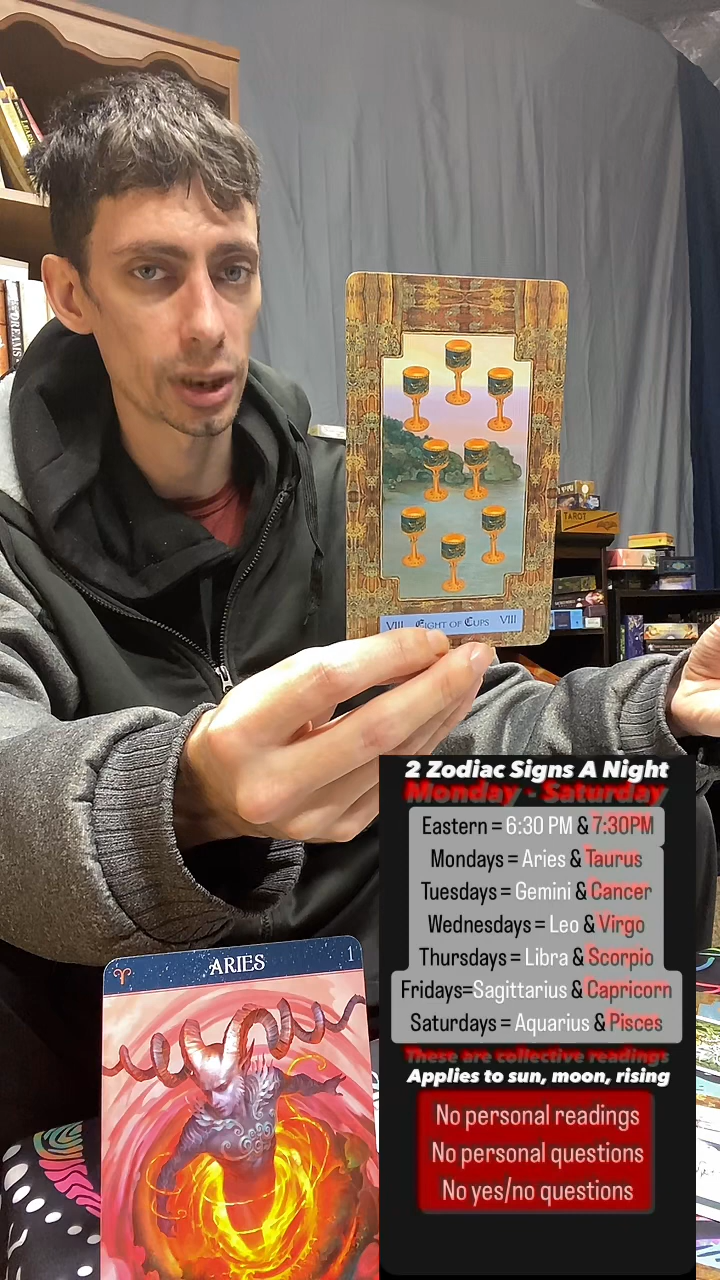 DREAMS
TAROT
VIII EIGHT OF CUPS VIII
2 Zodiac Signs A Night
Monday - Saturday
Eastern = 6:30 PM & 7:30PM
Mondays = Aries & Taurus
Tuesdays = Gemini & Cancer
Wednesdays = Leo & Virgo
Thursdays = Libra & Scorpio
Fridays=Sagittarius & Capricorn
Saturdays = Aquarius & Pisces
These are collective readings
Applies to sun, moon, rising
No personal readings
No personal questions
No yes/no questions
ARIES 1